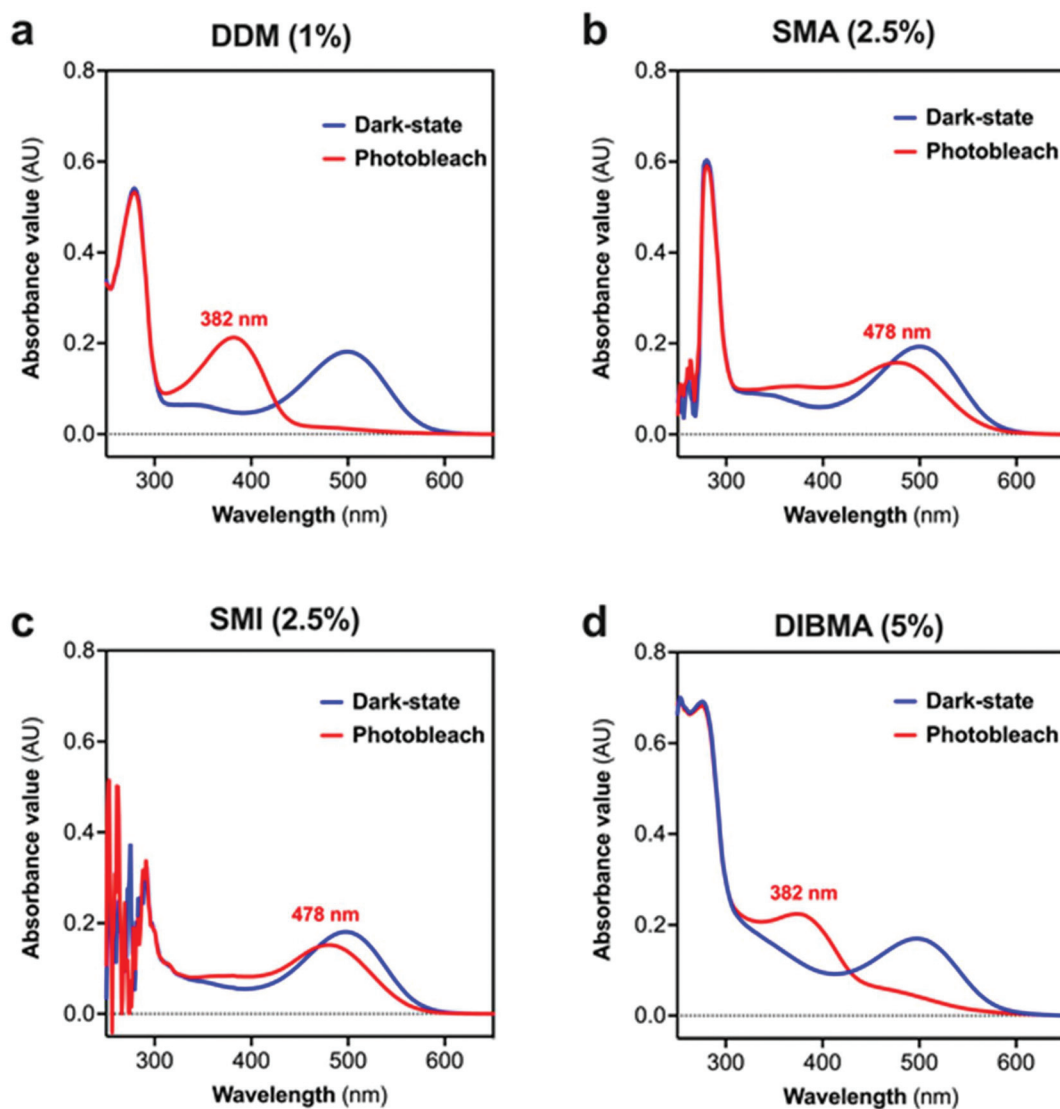 a
DDM (1%)
Absorbance value (AU)
0.8
0.6
0.4
0.2
0.0
Dark-state
Photobleach
382 nm
300
400
500
600
Wavelength (nm)
b
SMA (2.5%)
Absorbance value (AU)
0.8
0.6
0.4
0.2
0.0
Dark-state
Photobleach
478 nm
300
400
500
600
Wavelength (nm)
c
SMI (2.5%)
Absorbance value (AU)
0.8
0.6
0.4
0.2
0.0
Dark-state
Photobleach
478 nm
300
400
500
600
Wavelength (nm)
d
DIBMA (5%)
Absorbance value (AU)
0.8
0.6
0.4
0.2
0.0
Dark-state
Photobleach
382 nm
300
400
500
600
Wavelength (nm)